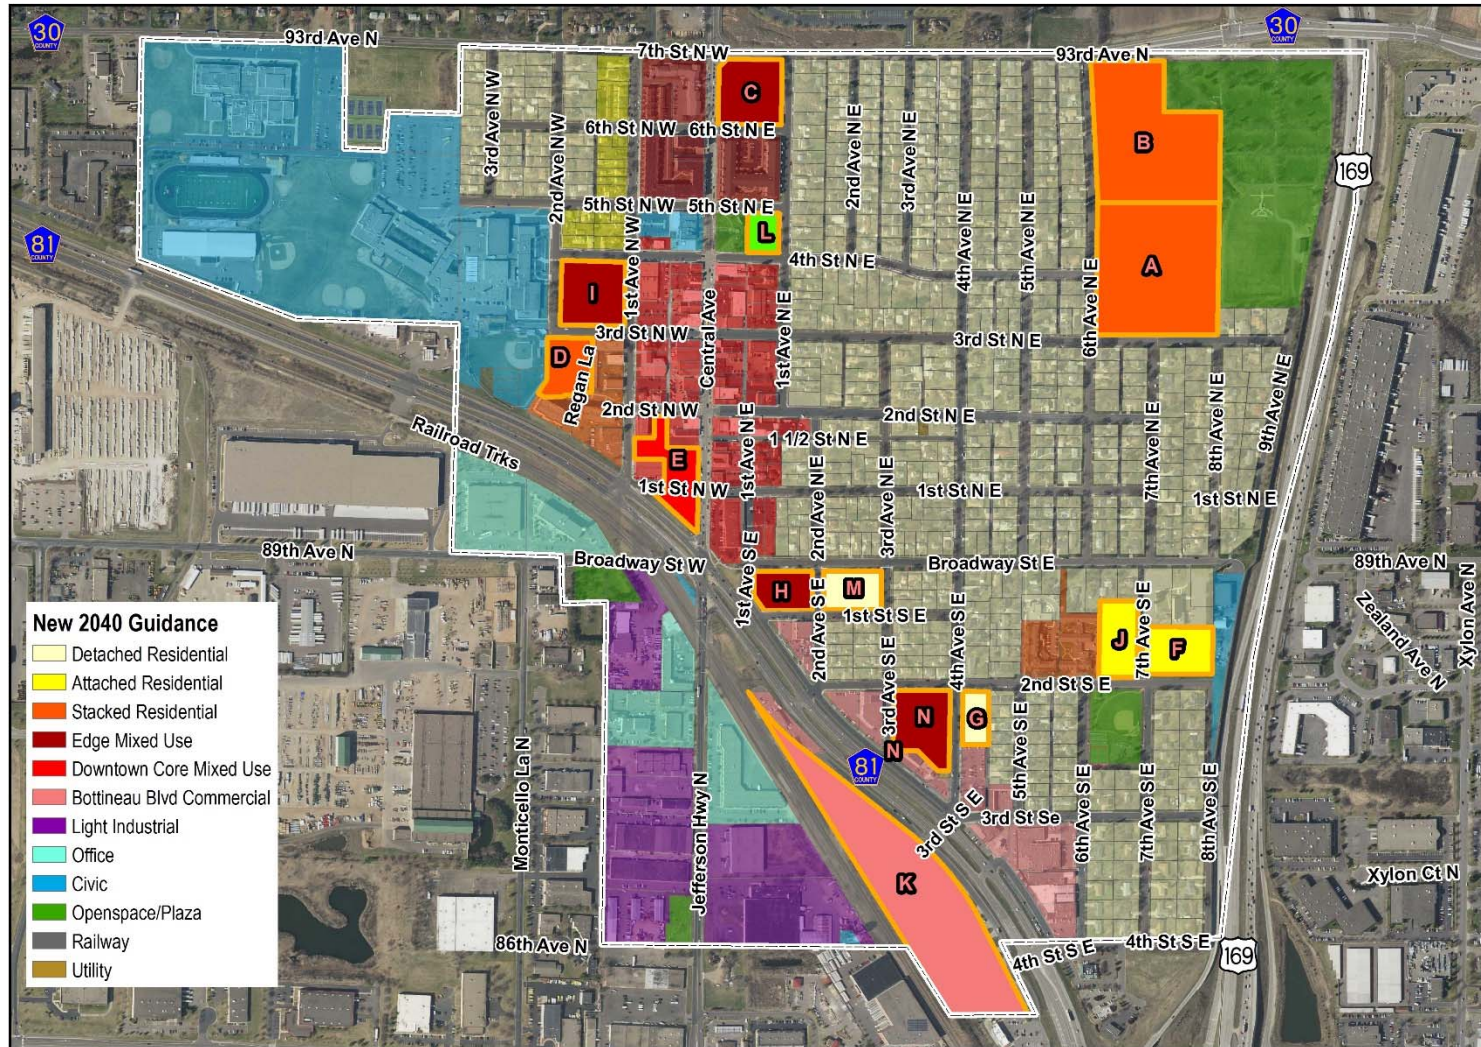 30
COUNTY
93rd Ave N
7th St N W
93rd Ave N
30
COUNTY
3rd Ave N W
2nd Ave N W
6th St N W
6th St N E
C
2nd Ave N E
3rd Ave N E
B
169
5th St N W
5th St N E
4th Ave N E
5th Ave N E
81
COUNTY
L
4th St N E
A
I
1st Ave N W
Central Ave
1st Ave N E
6th Ave N E
3rd St N W
3rd St N E
D
Regan La
2nd St N W
2nd St N E
1 1/2 St N E
7th Ave N E
8th Ave N E
9th Ave N E
Railroad Trks
E
1st St N W
1st Ave N E
2nd Ave N E
3rd Ave N E
1st St N E
1st St N E
89th Ave N
Broadway St W
1st Ave S E
Broadway St E
89th Ave N
H
2nd Ave S E
M
1st St S E
4th Ave S E
J
7th Ave S E
F
Zealand Ave N
Xylon Ave N
2nd St S E
3rd Ave S E
N
G
5th Ave S E
N
81
COUNTY
Monticello La N
Jefferson Hwy N
3rd St S E
3rd St Se
6th Ave S E
7th Ave S E
8th Ave S E
K
Xylon Ct N
86th Ave N
4th St S E
4th St S E
169
New 2040 Guidance
Detached Residential
Attached Residential
Stacked Residential
Edge Mixed Use
Downtown Core Mixed Use
Bottineau Blvd Commercial
Light Industrial
Office
Civic
Openspace/Plaza
Railway
Utility